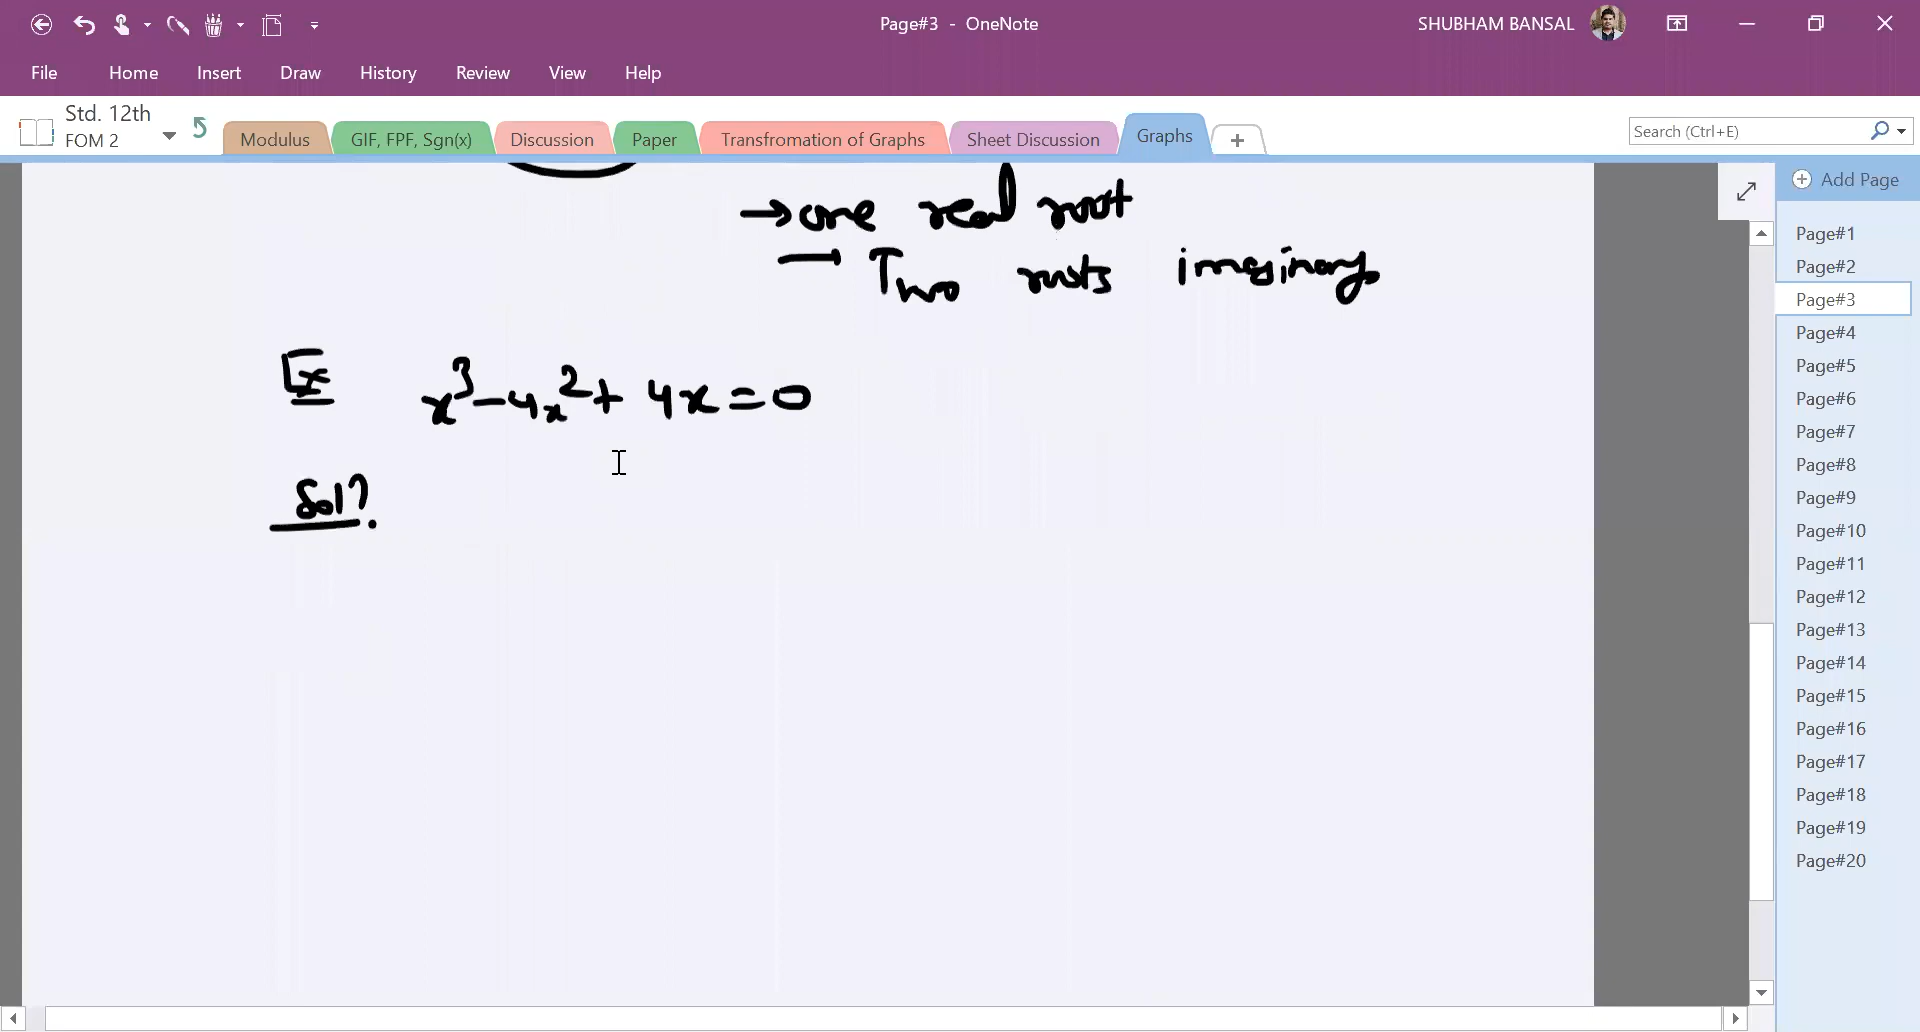 Page#3 - OneNote
SHUBHAM BANSAL
File Home Insert Draw History Review View Help
Std. 12th
FOM 2
Modulus
GIF, FPF, Sgn(x)
Discussion
Paper
Transfromation of Graphs
Sheet Discussion
Graphs
+
Search (Ctrl+E)
Add Page
Page#1
Page#2
Page#3
Page#4
Page#5
Page#6
Page#7
Page#8
Page#9
Page#10
Page#11
Page#12
Page#13
Page#14
Page#15
Page#16
Page#17
Page#18
Page#19
Page#20
→ one real root
— Two roots imaginary
Ex x³-4x²+4x=0
Sol?